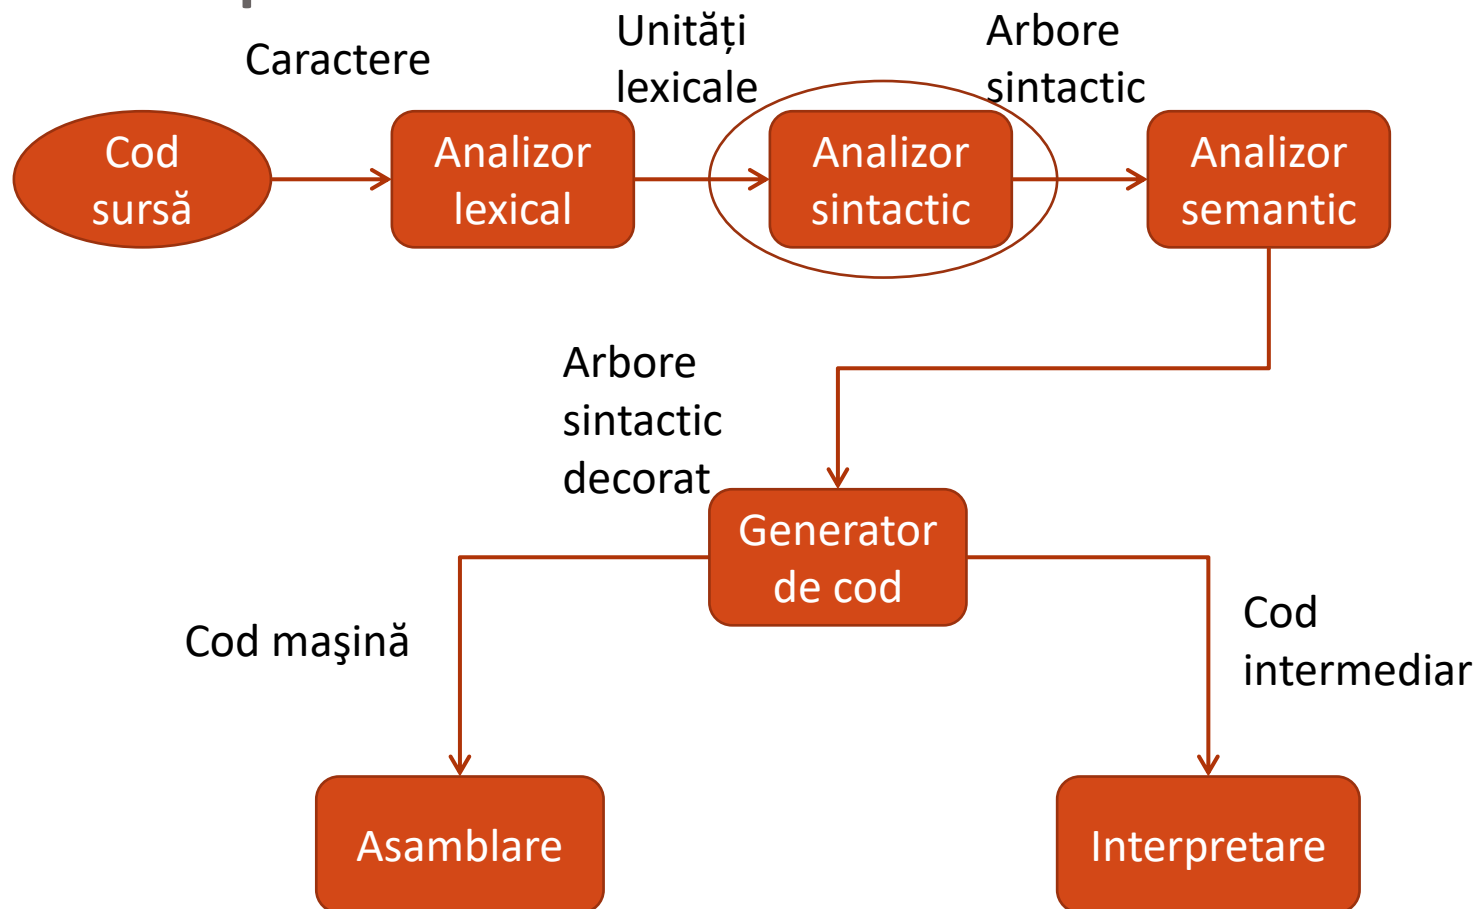 Caractere
Unități
lexicale
Arbore
sintactic
Cod
sursă
Analizor
lexical
Analizor
sintactic
Analizor
semantic
Arbore
sintactic
decorat
Generator
de cod
Cod maşină
Cod
intermediar
Asamblare
Interpretare